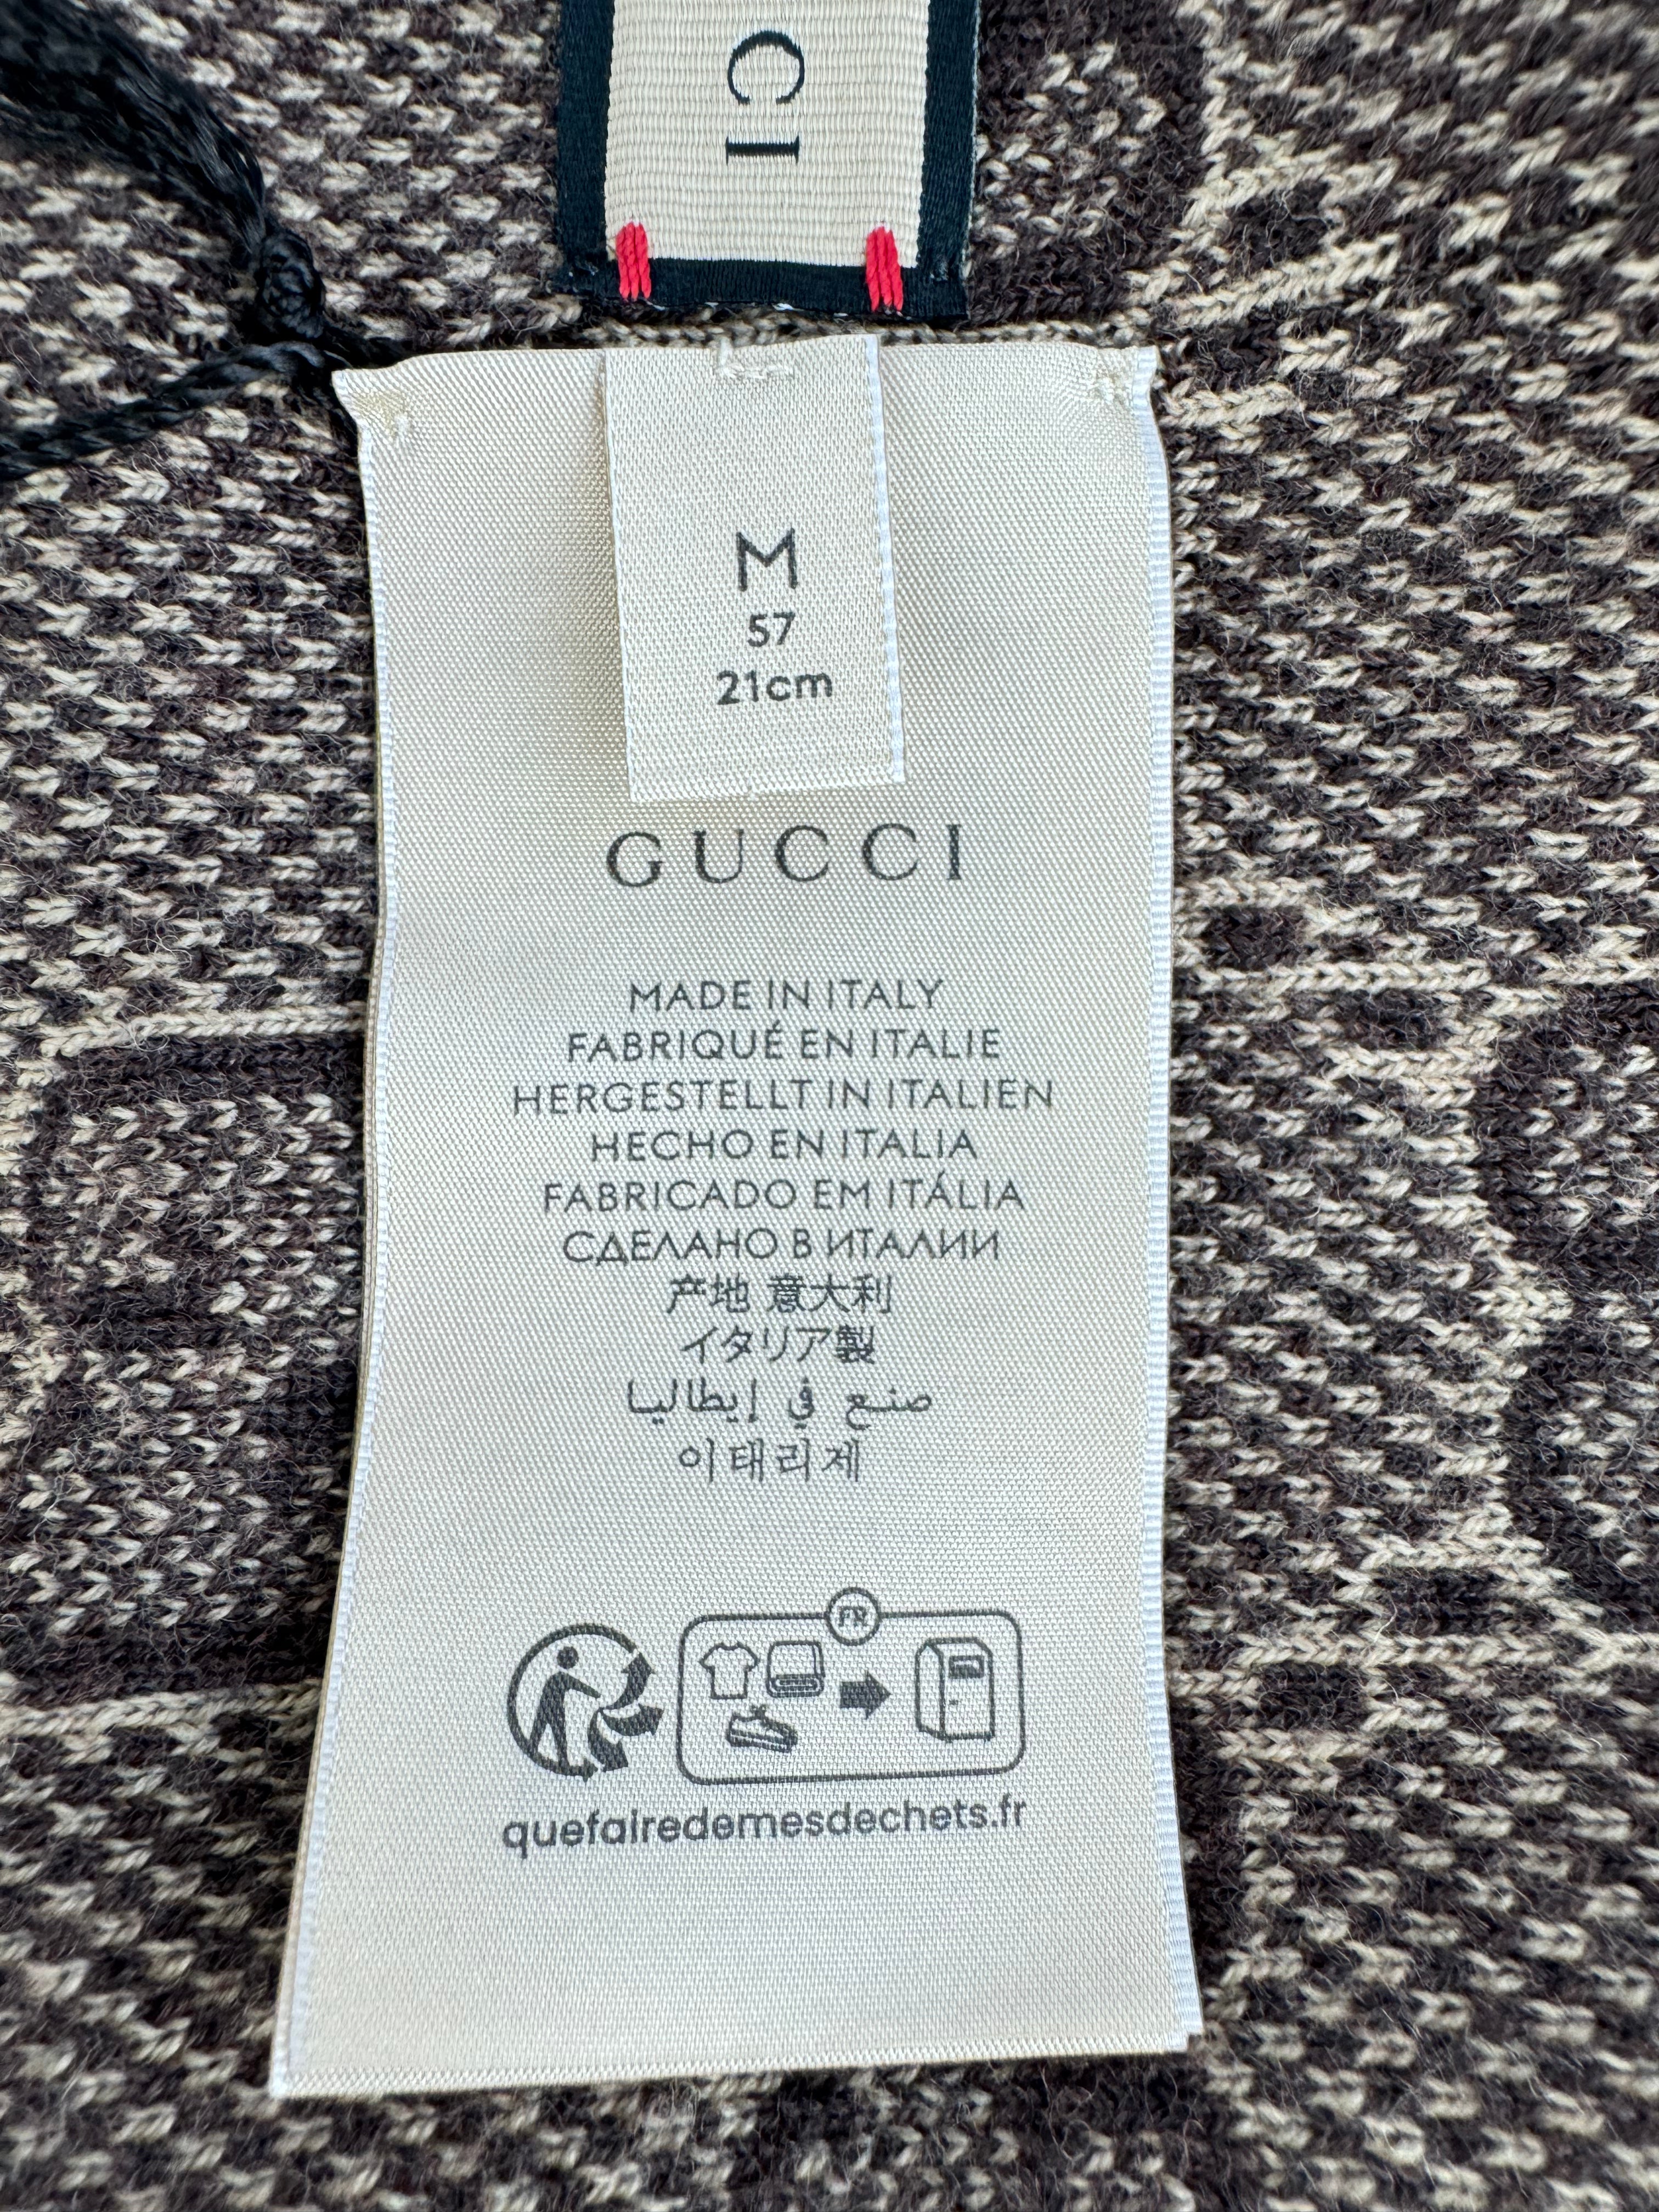 CI
M
57
21cm
GUCCI
MADE IN ITALY
FABRIQUÉ EN ITALIE
HERGESTELLT IN ITALIEN
HECHO EN ITALIA
FABRICADO EM ITÁLIA
СДЕЛАНО В ИТАЛИИ
产地 意大利
イタリア製
صنع في إيطاليا
이태리제
FR
quefairedemesdechets.fr